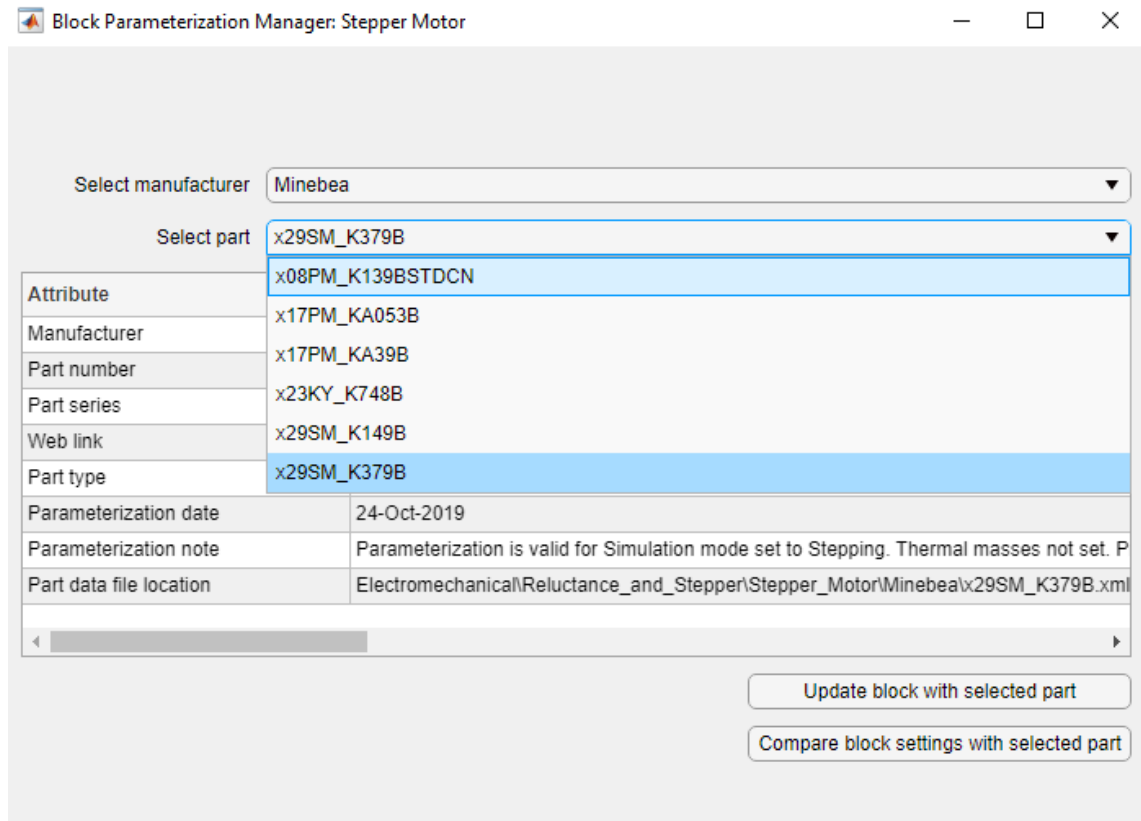 Block Parameterization Manager: Stepper Motor
Select manufacturer Minebea
Select part x29SM_K379B
x08PM_K139BSTDCN
x17PM_KA053B
x17PM_KA39B
x23KY_K748B
x29SM_K149B
x29SM_K379B
Attribute
Manufacturer
Part number
Part series
Web link
Part type
Parameterization date 24-Oct-2019
Parameterization note Parameterization is valid for Simulation mode set to Stepping. Thermal masses not set. P
Part data file location Electromechanical\Reluctance_and_Stepper\Stepper_Motor\Minebea\x29SM_K379B.xml
Update block with selected part
Compare block settings with selected part